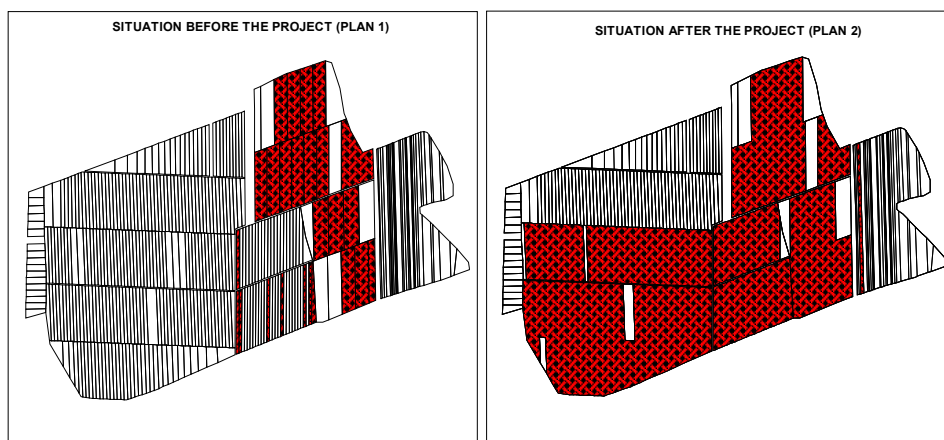 SITUATION BEFORE THE PROJECT (PLAN 1)
SITUATION AFTER THE PROJECT (PLAN 2)